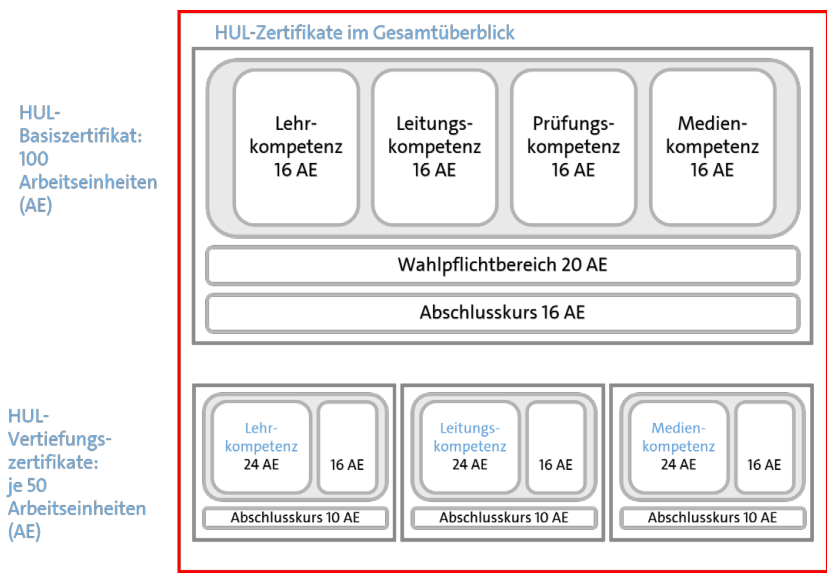 HUL-Zertifikate im Gesamtüberblick
HUL-
Basiszertifikat:
100
Arbeitseinheiten
(AE)
Lehr-
kompetenz
16 AE
Leitungs-
kompetenz
16 AE
Prüfungs-
kompetenz
16 AE
Medien-
kompetenz
16 AE
Wahlpflichtbereich 20 AE
Abschlusskurs 16 AE
HUL-
Vertiefungs-
zertifikate:
je 50
Arbeitseinheiten
(AE)
Lehr-
kompetenz
24 AE
16 AE
Abschlusskurs 10 AE
Leitungs-
kompetenz
24 AE
16 AE
Abschlusskurs 10 AE
Medien-
kompetenz
24 AE
16 AE
Abschlusskurs 10 AE